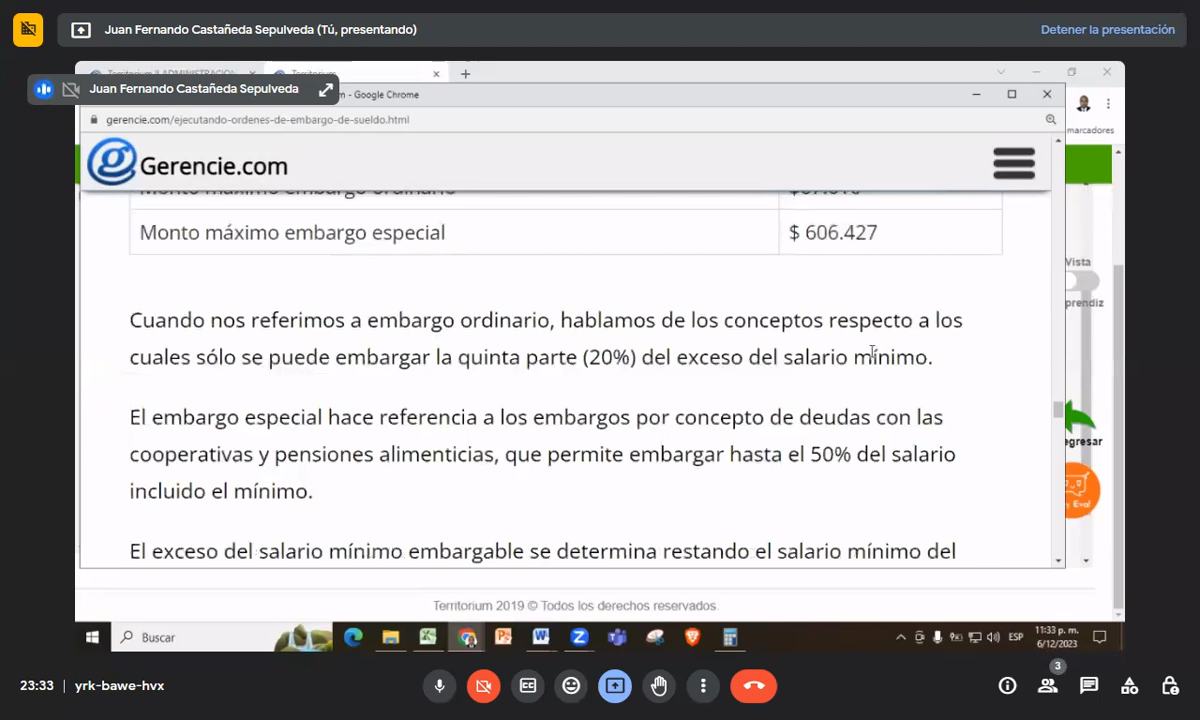 Juan Fernando Castañeda Sepulveda (Tú, presentando)
Detener la presentación
Juan Fernando Castañeda Sepulveda
- Google Chrome
gerencie.com/ejecutando-ordenes-de-embargo-de-sueldo.html
marcadores
Gerencie.com
Monto máximo embargo especial
$ 606.427
Vista
prendiz
Cuando nos referimos a embargo ordinario, hablamos de los conceptos respecto a los
cuales sólo se puede embargar la quinta parte (20%) del exceso del salario mínimo.
El embargo especial hace referencia a los embargos por concepto de deudas con las
cooperativas y pensiones alimenticias, que permite embargar hasta el 50% del salario
incluido el mínimo.
egresar
El exceso del salario mínimo embargable se determina restando el salario mínimo del
Territorium 2019 © Todos los derechos reservados
Buscar
ESP
11:33 p. m.
6/12/2023
23:33 | yrk-bawe-hvx
3